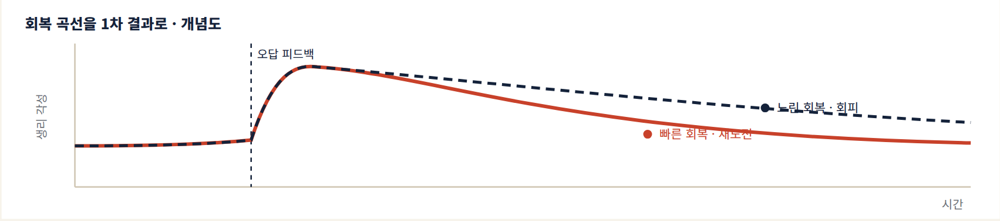 회복 곡선을 1차 결과로 · 개념도
오답 피드백
생리 각성
느린 회복 · 회피
빠른 회복 · 재도전
시간